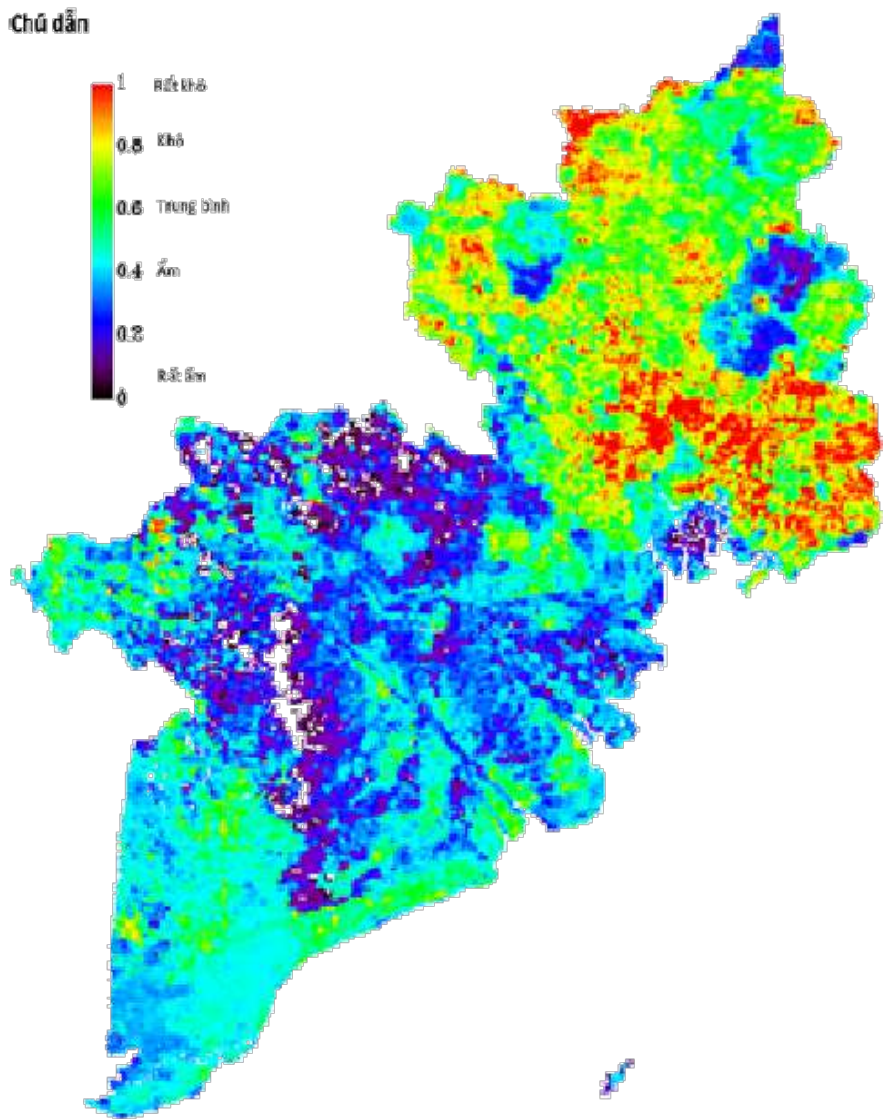 Chú dẫn
1 Rất khô
0.8 Khô
0.6 Trung bình
0.4 Ẩm
0.2
Rất ẩm
0